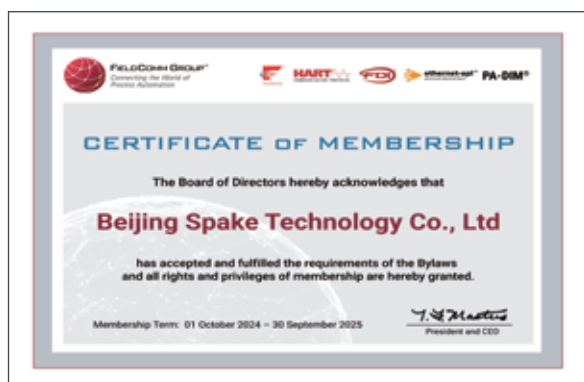 FIELDCOMM GROUP™
Connecting the World of
Process Automation
HART
FDI
ethernet-apl™
PA-DIM®
CERTIFICATE OF MEMBERSHIP
The Board of Directors hereby acknowledges that
Beijing Spake Technology Co., Ltd
has accepted and fulfilled the requirements of the Bylaws
and all rights and privileges of membership are hereby granted.
Membership Term: 01 October 2024 – 30 September 2025
President and CEO